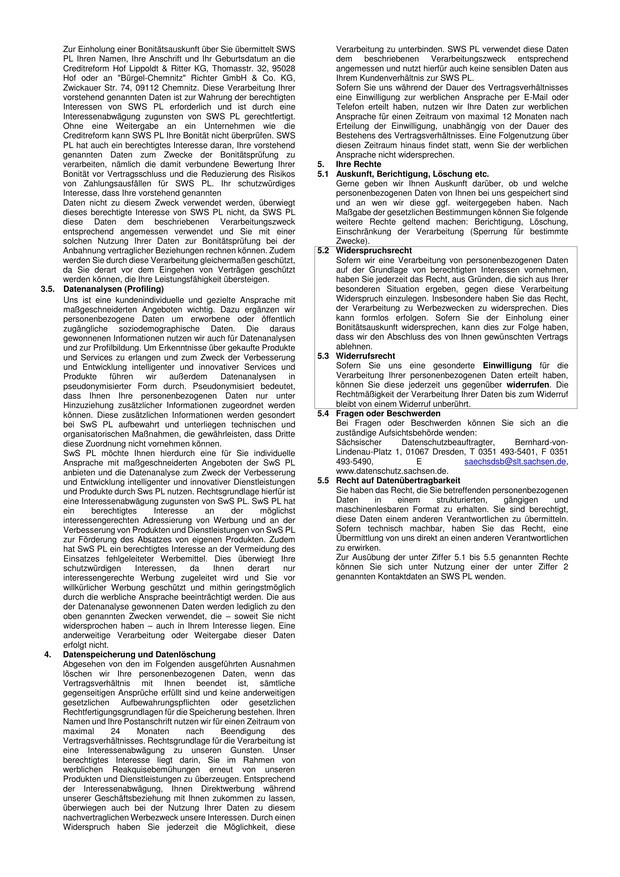 Zur Einholung einer Bonitätsauskunft über Sie übermittelt SWS
PL Ihren Namen, Ihre Anschrift und Ihr Geburtsdatum an die
Creditreform Hof Lippoldt & Ritter KG, Thomasstr. 32, 95028
Hof oder an "Bürgel-Chemnitz" Richter GmbH & Co. KG,
Zwickauer Str. 74, 09112 Chemnitz. Diese Verarbeitung Ihrer
vorstehend genannten Daten ist zur Wahrung der berechtigten
Interessen von SWS PL erforderlich und ist durch eine
Interessenabwägung zugunsten von SWS PL gerechtfertigt.
Ohne eine Weitergabe an ein Unternehmen wie die
Creditreform kann SWS PL Ihre Bonität nicht überprüfen. SWS
PL hat auch ein berechtigtes Interesse daran, Ihre vorstehend
genannten Daten zum Zwecke der Bonitätsprüfung zu
verarbeiten, nämlich die damit verbundene Bewertung Ihrer
Bonität vor Vertragsschluss und die Reduzierung des Risikos
von Zahlungsausfällen für SWS PL. Ihr schutzwürdiges
Interesse, dass Ihre vorstehend genannten
Daten nicht zu diesem Zweck verwendet werden, überwiegt
dieses berechtigte Interesse von SWS PL nicht, da SWS PL
diese Daten dem beschriebenen Verarbeitungszweck
entsprechend angemessen verwendet und Sie mit einer
solchen Nutzung Ihrer Daten zur Bonitätsprüfung bei der
Anbahnung vertraglicher Beziehungen rechnen können. Zudem
werden Sie durch diese Verarbeitung gleichermaßen geschützt,
da Sie derart vor dem Eingehen von Verträgen geschützt
werden können, die Ihre Leistungsfähigkeit übersteigen.
3.5. Datenanalysen (Profiling)
Uns ist eine kundenindividuelle und gezielte Ansprache mit
maßgeschneiderten Angeboten wichtig. Dazu ergänzen wir
personenbezogene Daten um erworbene oder öffentlich
zugängliche soziodemographische Daten. Die daraus
gewonnenen Informationen nutzen wir auch für Datenanalysen
und zur Profilbildung. Um Erkenntnisse über gekaufte Produkte
und Services zu erlangen und zum Zweck der Verbesserung
und Entwicklung intelligenter und innovativer Services und
Produkte führen wir außerdem Datenanalysen in
pseudonymisierter Form durch. Pseudonymisiert bedeutet,
dass Ihnen Ihre personenbezogenen Daten nur unter
Hinzuziehung zusätzlicher Informationen zugeordnet werden
können. Diese zusätzlichen Informationen werden gesondert
bei SwS PL aufbewahrt und unterliegen technischen und
organisatorischen Maßnahmen, die gewährleisten, dass Dritte
diese Zuordnung nicht vornehmen können.
SwS PL möchte Ihnen hierdurch eine für Sie individuelle
Ansprache mit maßgeschneiderten Angeboten der SwS PL
anbieten und die Datenanalyse zum Zweck der Verbesserung
und Entwicklung intelligenter und innovativer Dienstleistungen
und Produkte durch Sws PL nutzen. Rechtsgrundlage hierfür ist
eine Interessenabwägung zugunsten von SwS PL. SwS PL hat
ein berechtigtes Interesse an der möglichst
interessengerechten Adressierung von Werbung und an der
Verbesserung von Produkten und Dienstleistungen von SwS PL
zur Förderung des Absatzes von eigenen Produkten. Zudem
hat SwS PL ein berechtigtes Interesse an der Vermeidung des
Einsatzes fehlgeleiteter Werbemittel. Dies überwiegt Ihre
schutzwürdigen Interessen, da Ihnen derart nur
interessengerechte Werbung zugeleitet wird und Sie vor
willkürlicher Werbung geschützt und mithin geringstmöglich
durch die werbliche Ansprache beeinträchtigt werden. Die aus
der Datenanalyse gewonnenen Daten werden lediglich zu den
oben genannten Zwecken verwendet, die – soweit Sie nicht
widersprochen haben – auch in Ihrem Interesse liegen. Eine
anderweitige Verarbeitung oder Weitergabe dieser Daten
erfolgt nicht.
4. Datenspeicherung und Datenlöschung
Abgesehen von den im Folgenden ausgeführten Ausnahmen
löschen wir Ihre personenbezogenen Daten, wenn das
Vertragsverhältnis mit Ihnen beendet ist, sämtliche
gegenseitigen Ansprüche erfüllt sind und keine anderweitigen
gesetzlichen Aufbewahrungspflichten oder gesetzlichen
Rechtfertigungsgrundlagen für die Speicherung bestehen. Ihren
Namen und Ihre Postanschrift nutzen wir für einen Zeitraum von
maximal 24 Monaten nach Beendigung des
Vertragsverhältnisses. Rechtsgrundlage für die Verarbeitung ist
eine Interessenabwägung zu unseren Gunsten. Unser
berechtigtes Interesse liegt darin, Sie im Rahmen von
werblichen Reakquisebemühungen erneut von unseren
Produkten und Dienstleistungen zu überzeugen. Entsprechend
der Interessenabwägung, Ihnen Direktwerbung während
unserer Geschäftsbeziehung mit Ihnen zukommen zu lassen,
überwiegen auch bei der Nutzung Ihrer Daten zu diesem
nachvertraglichen Werbezweck unsere Interessen. Durch einen
Widerspruch haben Sie jederzeit die Möglichkeit, diese
Verarbeitung zu unterbinden. SWS PL verwendet diese Daten
dem beschriebenen Verarbeitungszweck entsprechend
angemessen und nutzt hierfür auch keine sensiblen Daten aus
Ihrem Kundenverhältnis zur SWS PL.
Sofern Sie uns während der Dauer des Vertragsverhältnisses
eine Einwilligung zur werblichen Ansprache per E-Mail oder
Telefon erteilt haben, nutzen wir Ihre Daten zur werblichen
Ansprache für einen Zeitraum von maximal 12 Monaten nach
Erteilung der Einwilligung, unabhängig von der Dauer des
Bestehens des Vertragsverhältnisses. Eine Folgenutzung über
diesen Zeitraum hinaus findet statt, wenn Sie der werblichen
Ansprache nicht widersprechen.
5.
Ihre Rechte
5.1 Auskunft, Berichtigung, Löschung etc.
Gerne geben wir Ihnen Auskunft darüber, ob und welche
personenbezogenen Daten von Ihnen bei uns gespeichert sind
und an wen wir diese ggf. weitergegeben haben. Nach
Maßgabe der gesetzlichen Bestimmungen können Sie folgende
weitere Rechte geltend machen: Berichtigung, Löschung,
Einschränkung der Verarbeitung (Sperrung für bestimmte
Zwecke).
5.2 Widerspruchsrecht
Sofern wir eine Verarbeitung von personenbezogenen Daten
auf der Grundlage von berechtigten Interessen vornehmen,
haben Sie jederzeit das Recht, aus Gründen, die sich aus Ihrer
besonderen Situation ergeben, gegen diese Verarbeitung
Widerspruch einzulegen. Insbesondere haben Sie das Recht,
der Verarbeitung zu Werbezwecken zu widersprechen. Dies
kann formlos erfolgen. Sofern Sie der Einholung einer
Bonitätsauskunft widersprechen, kann dies zur Folge haben,
dass wir den Abschluss des von Ihnen gewünschten Vertrags
ablehnen.
5.3 Widerrufsrecht
Sofern Sie uns eine gesonderte Einwilligung für die
Verarbeitung Ihrer personenbezogenen Daten erteilt haben,
können Sie diese jederzeit uns gegenüber widerrufen. Die
Rechtmäßigkeit der Verarbeitung Ihrer Daten bis zum Widerruf
bleibt von einem Widerruf unberührt.
5.4 Fragen oder Beschwerden
Bei Fragen oder Beschwerden können Sie sich an die
zuständige Aufsichtsbehörde wenden:
Sächsischer Datenschutzbeauftragter, Bernhard-von-
Lindenau-Platz 1, 01067 Dresden, T 0351 493-5401, F 0351
493-5490, E saechsdsb@slt.sachsen.de,
www.datenschutz.sachsen.de.
5.5 Recht auf Datenübertragbarkeit
Sie haben das Recht, die Sie betreffenden personenbezogenen
Daten in einem strukturierten, gängigen und
maschinenlesbaren Format zu erhalten. Sie sind berechtigt,
diese Daten einem anderen Verantwortlichen zu übermitteln.
Sofern technisch machbar, haben Sie das Recht, eine
Übermittlung von uns direkt an einen anderen Verantwortlichen
zu erwirken.
Zur Ausübung der unter Ziffer 5.1 bis 5.5 genannten Rechte
können Sie sich unter Nutzung einer der unter Ziffer 2
genannten Kontaktdaten an SWS PL wenden.